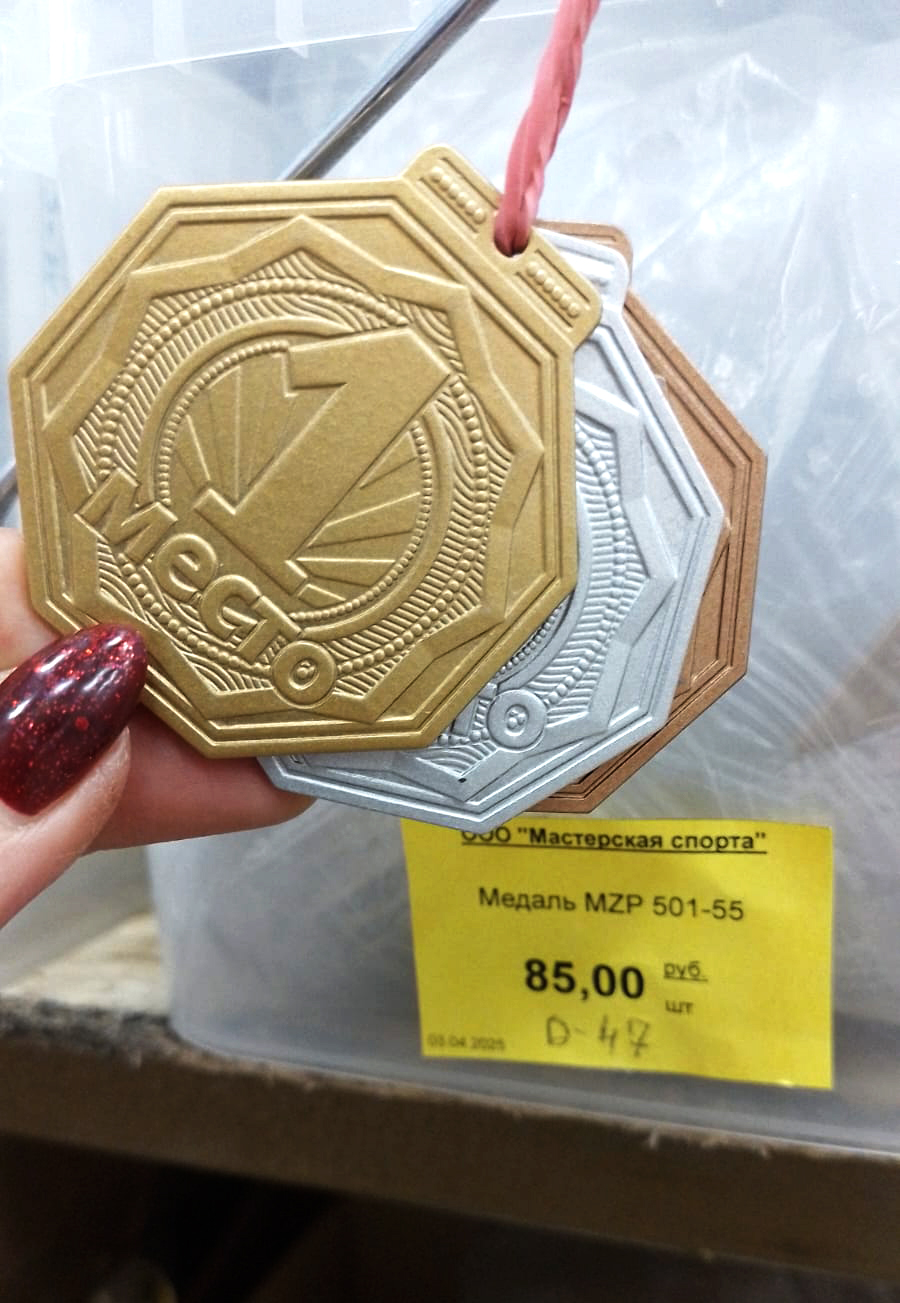 1
место
о
ООО "Мастерская спорта"
Медаль MZP 501-55
85,00 руб.
шт
D-47
03.04.2025